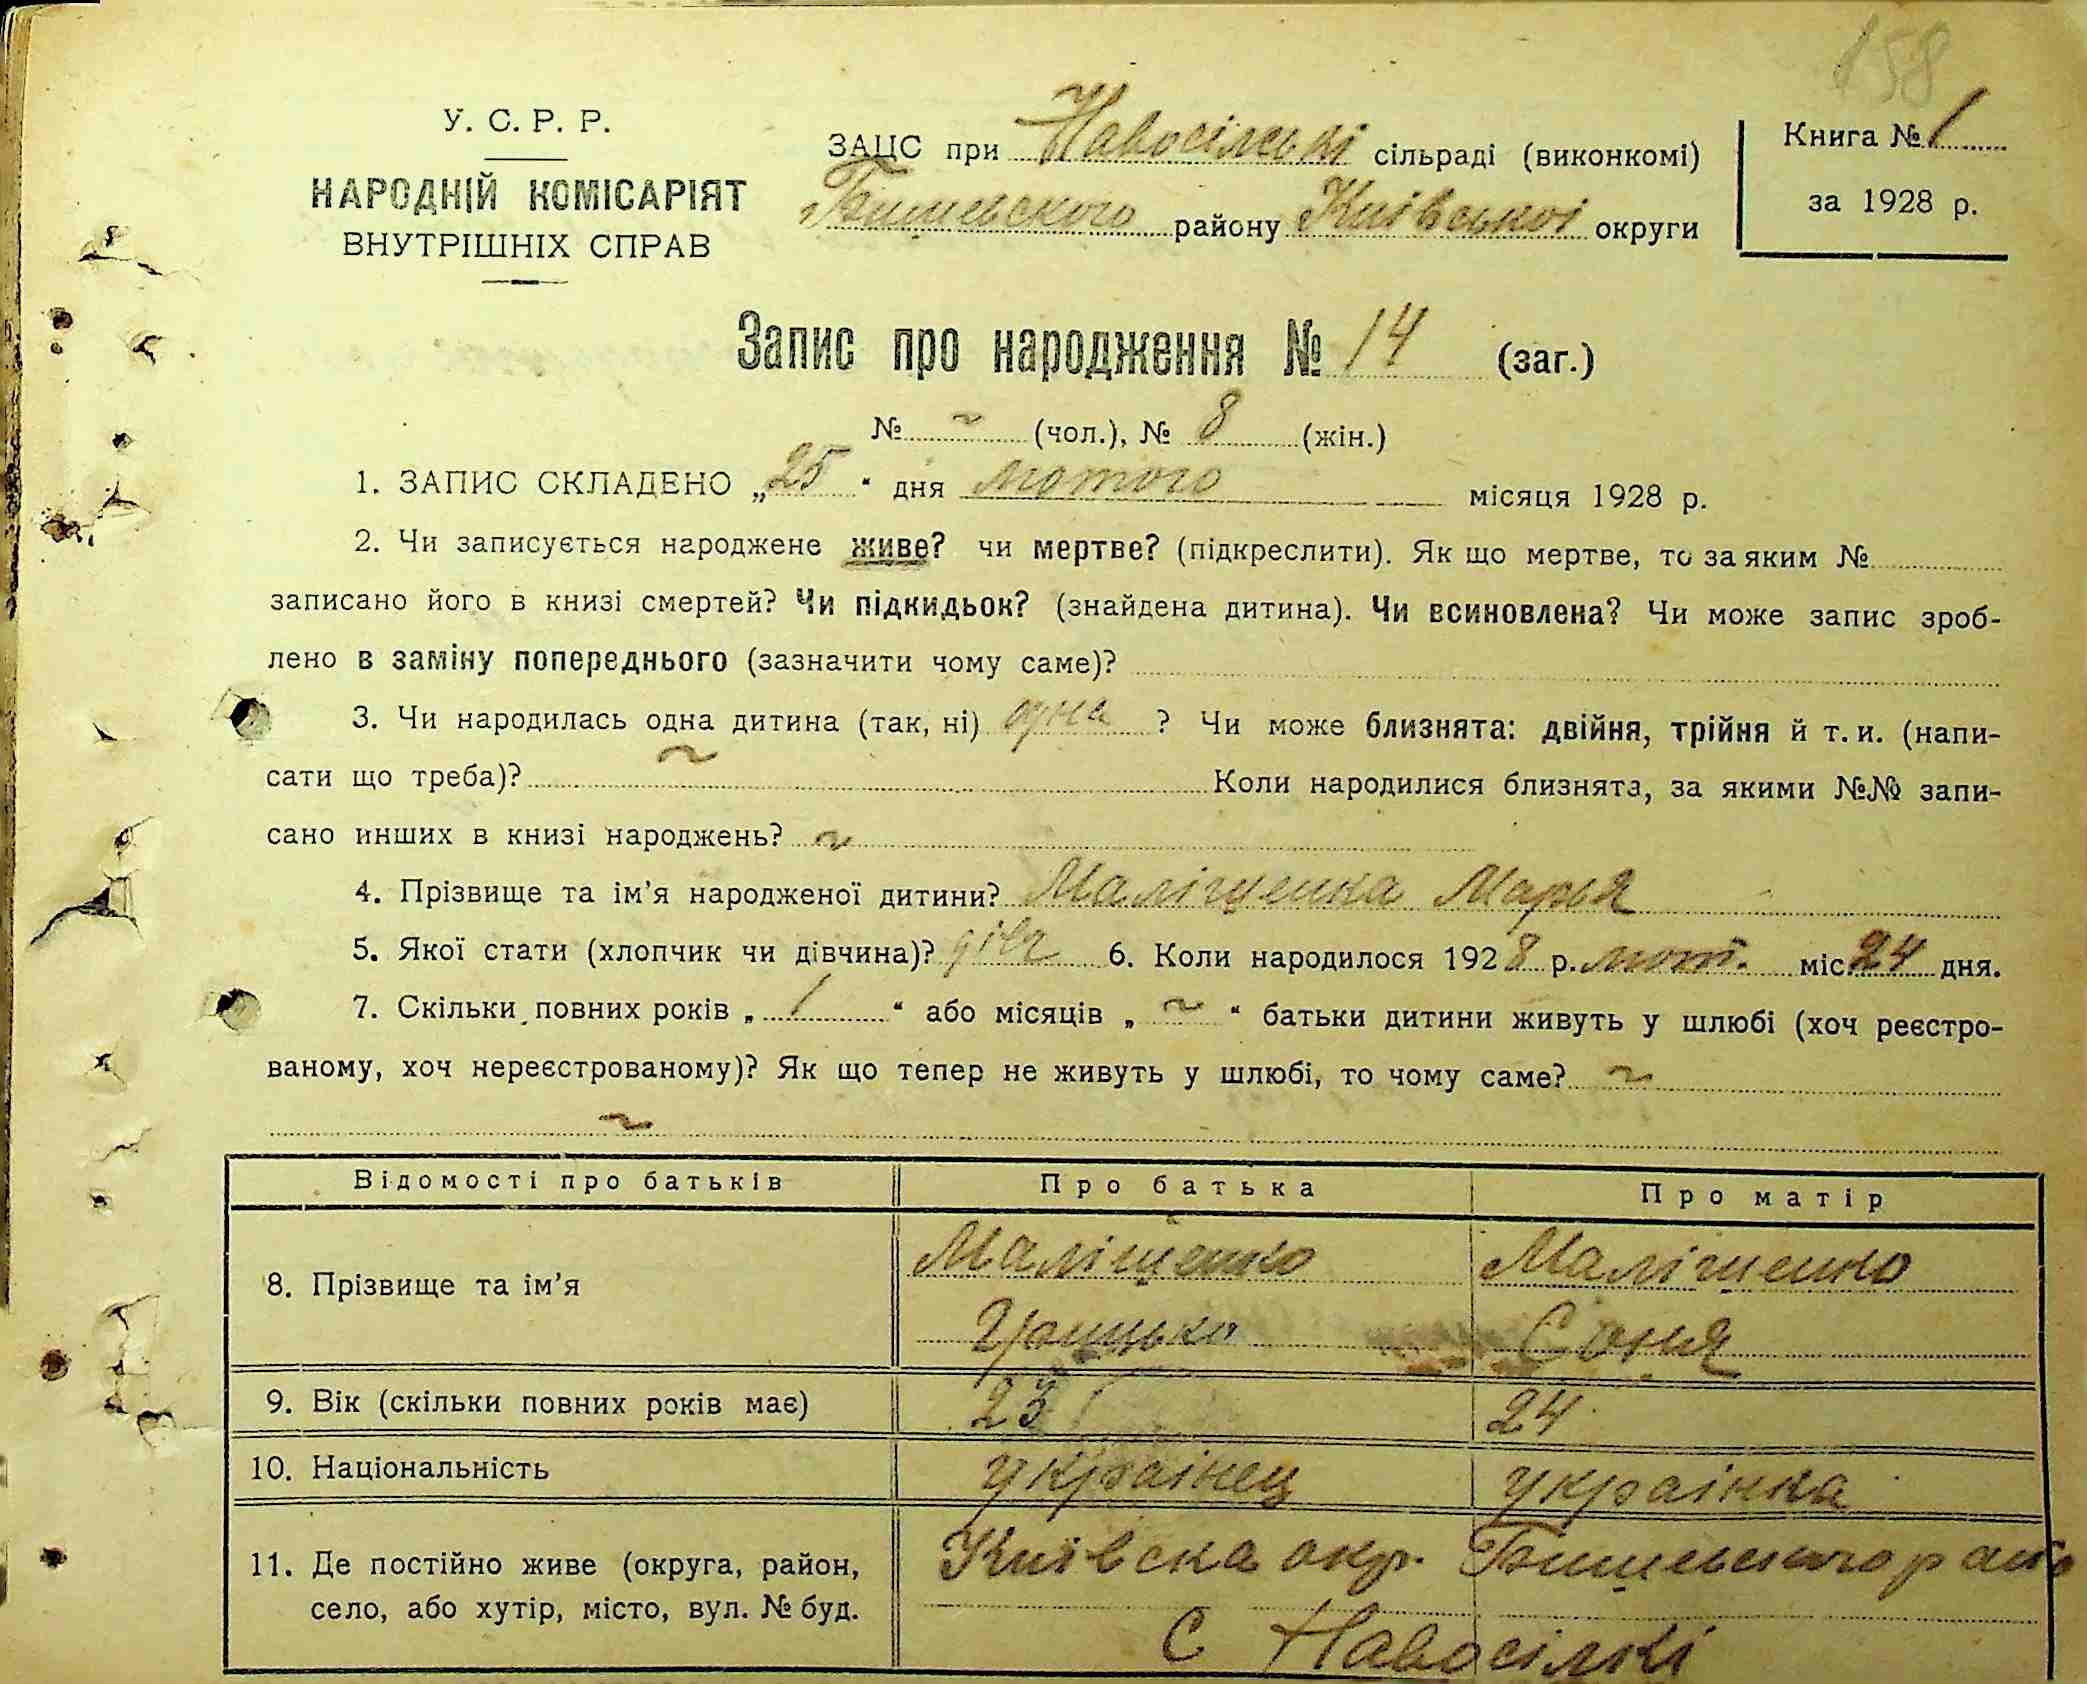 158
У. С. Р. Р.
НАРОДНІЙ КОМІСАРІЯТ
ВНУТРІШНІХ СПРАВ
ЗАЦС при Навосільські сільраді (виконкомі)
Бишевського району Київської округи
Книга № 1
за 1928 р.
Запис про народження № 14 (заг.)
№ ~ (чол.), № 8 (жін.)
1. ЗАПИС СКЛАДЕНО „25“ дня лютого місяця 1928 р.
2. Чи записується народжене живе? чи мертве? (підкреслити). Як що мертве, то за яким №
записано його в книзі смертей? Чи підкидьок? (знайдена дитина). Чи всиновлена? Чи може запис зроб-
лено в заміну попереднього (зазначити чому саме)?
3. Чи народилась одна дитина (так, ні) одна ? Чи може близнята: двійня, трійня й т. и. (напи-
сати що треба)? ~ Коли народилися близнята, за якими №№ запи-
сано инших в книзі народжень? ~
4. Прізвище та ім’я народженої дитини? Маліщенка Марья
5. Якої стати (хлопчик чи дівчина)? дівч 6. Коли народилося 1928 р. лют. міс. 24 дня.
7. Скільки повних років „ 1 “ або місяців „ ~ “ батьки дитини живуть у шлюбі (хоч реєстро-
ваному, хоч нереєстрованому)? Як що тепер не живуть у шлюбі, то чому саме? ~
~
Відомості про батьків Про батька Про матір
8. Прізвище та ім’я Маліщенко Грицько Маліщенко Соня
9. Вік (скільки повних років має) 23 24
10. Національність українец українка
11. Де постійно живе (округа, район, Київска окр. Бишевського рай
село, або хутір, місто, вул. № буд. С Навосілкі